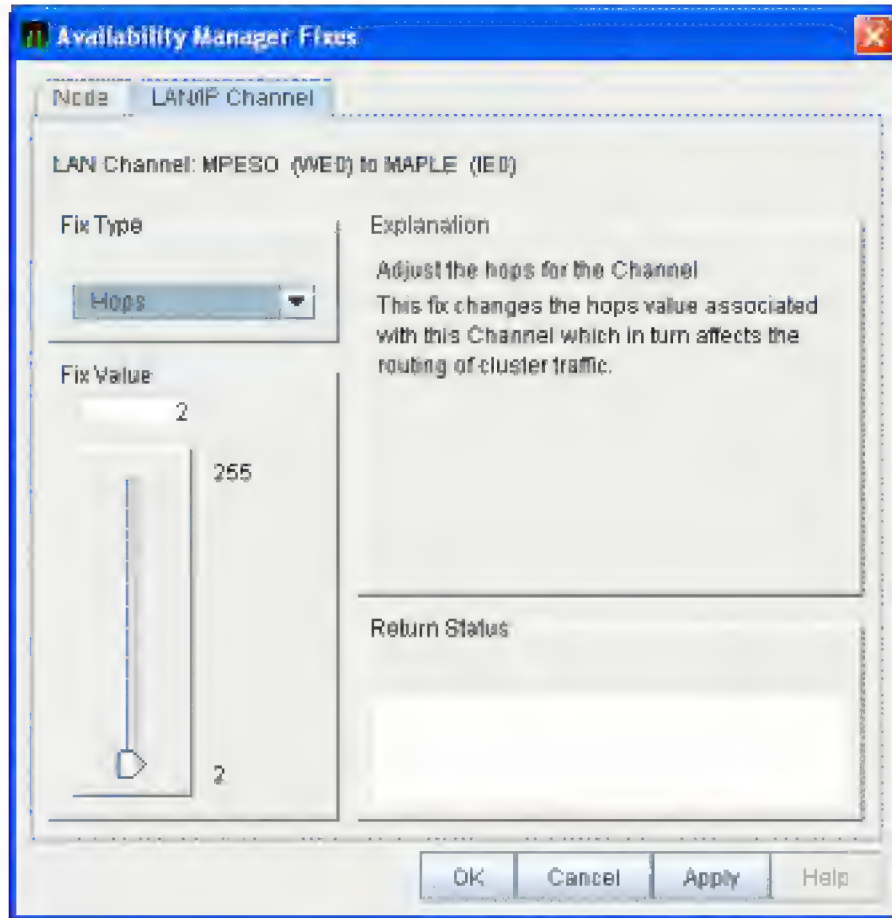 Availability Manager Fixes
Node
LAN/IP Channel
LAN Channel: MPESO (WE0) to MAPLE (IE0)
Fix Type
Hops
Explanation
Adjust the hops for the Channel
This fix changes the hops value associated
with this Channel which in turn affects the
routing of cluster traffic.
Fix Value
2
255
2
Return Status
OK
Cancel
Apply
Help